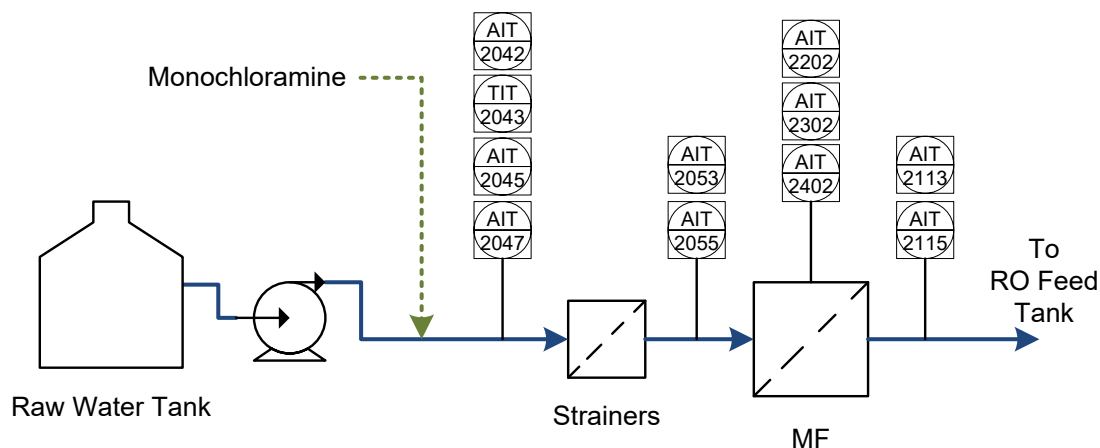 AIT
2042
Monochloramine
TIT
2043
AIT
2045
AIT
2047
AIT
2053
AIT
2055
AIT
2202
AIT
2302
AIT
2402
AIT
2113
AIT
2115
To
RO Feed
Tank
Raw Water Tank
Strainers
MF